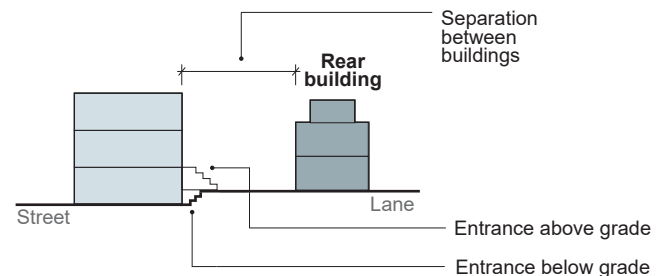 Separation
between
buildings
Rear
building
Street
Lane
Entrance above grade
Entrance below grade